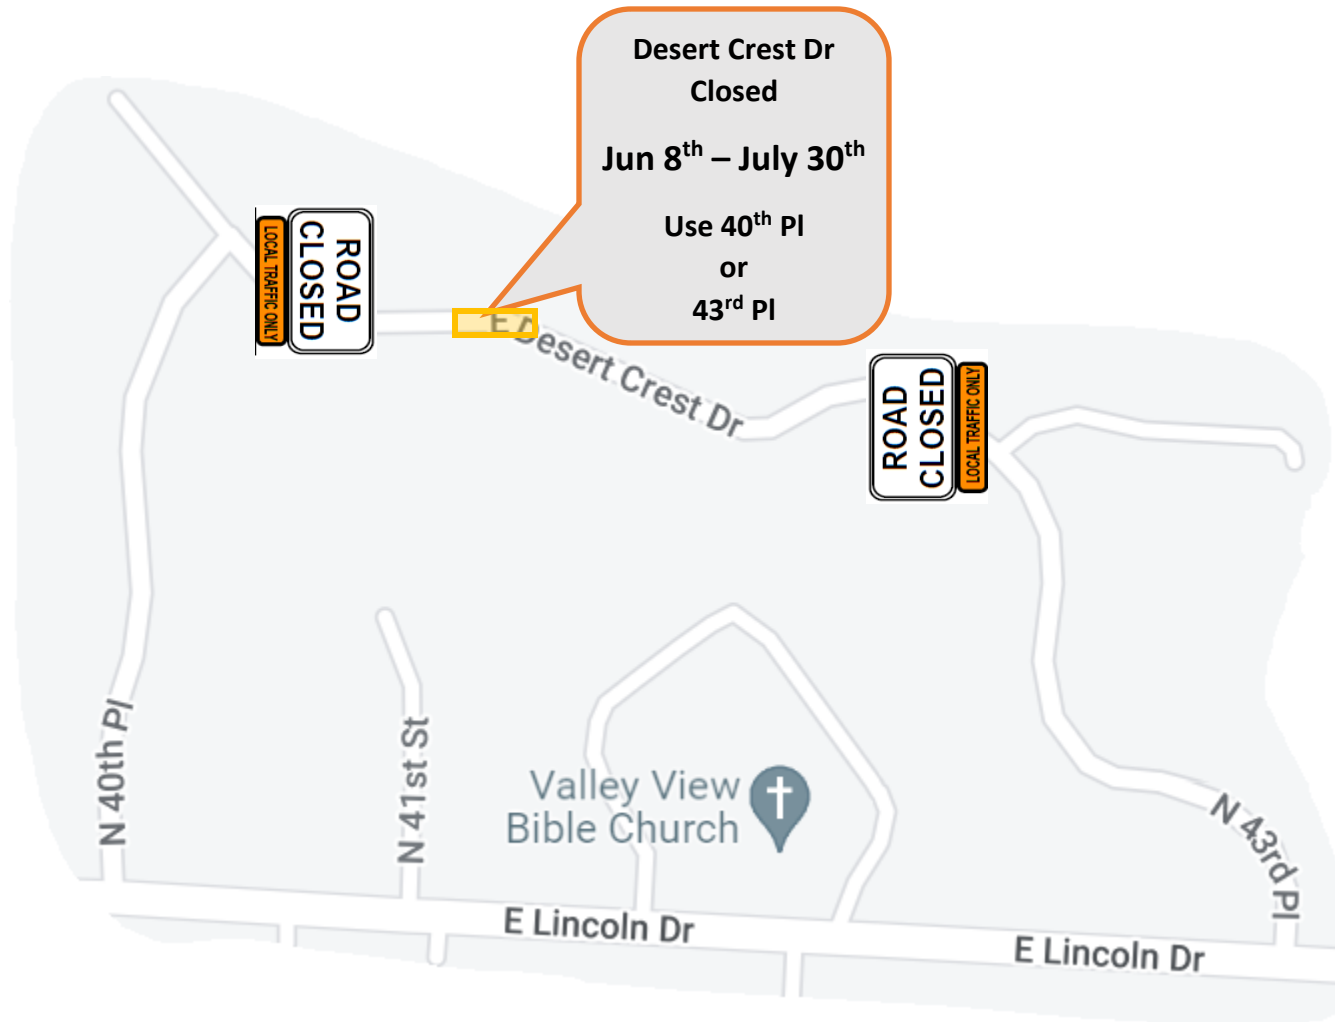 Desert Crest Dr
Closed
Jun 8th – July 30th
Use 40th Pl
or
43rd Pl
ROAD
CLOSED
LOCAL TRAFFIC ONLY
E Desert Crest Dr
ROAD
CLOSED
LOCAL TRAFFIC ONLY
N 40th Pl
N 41st St
Valley View
Bible Church
N 43rd Pl
E Lincoln Dr
E Lincoln Dr